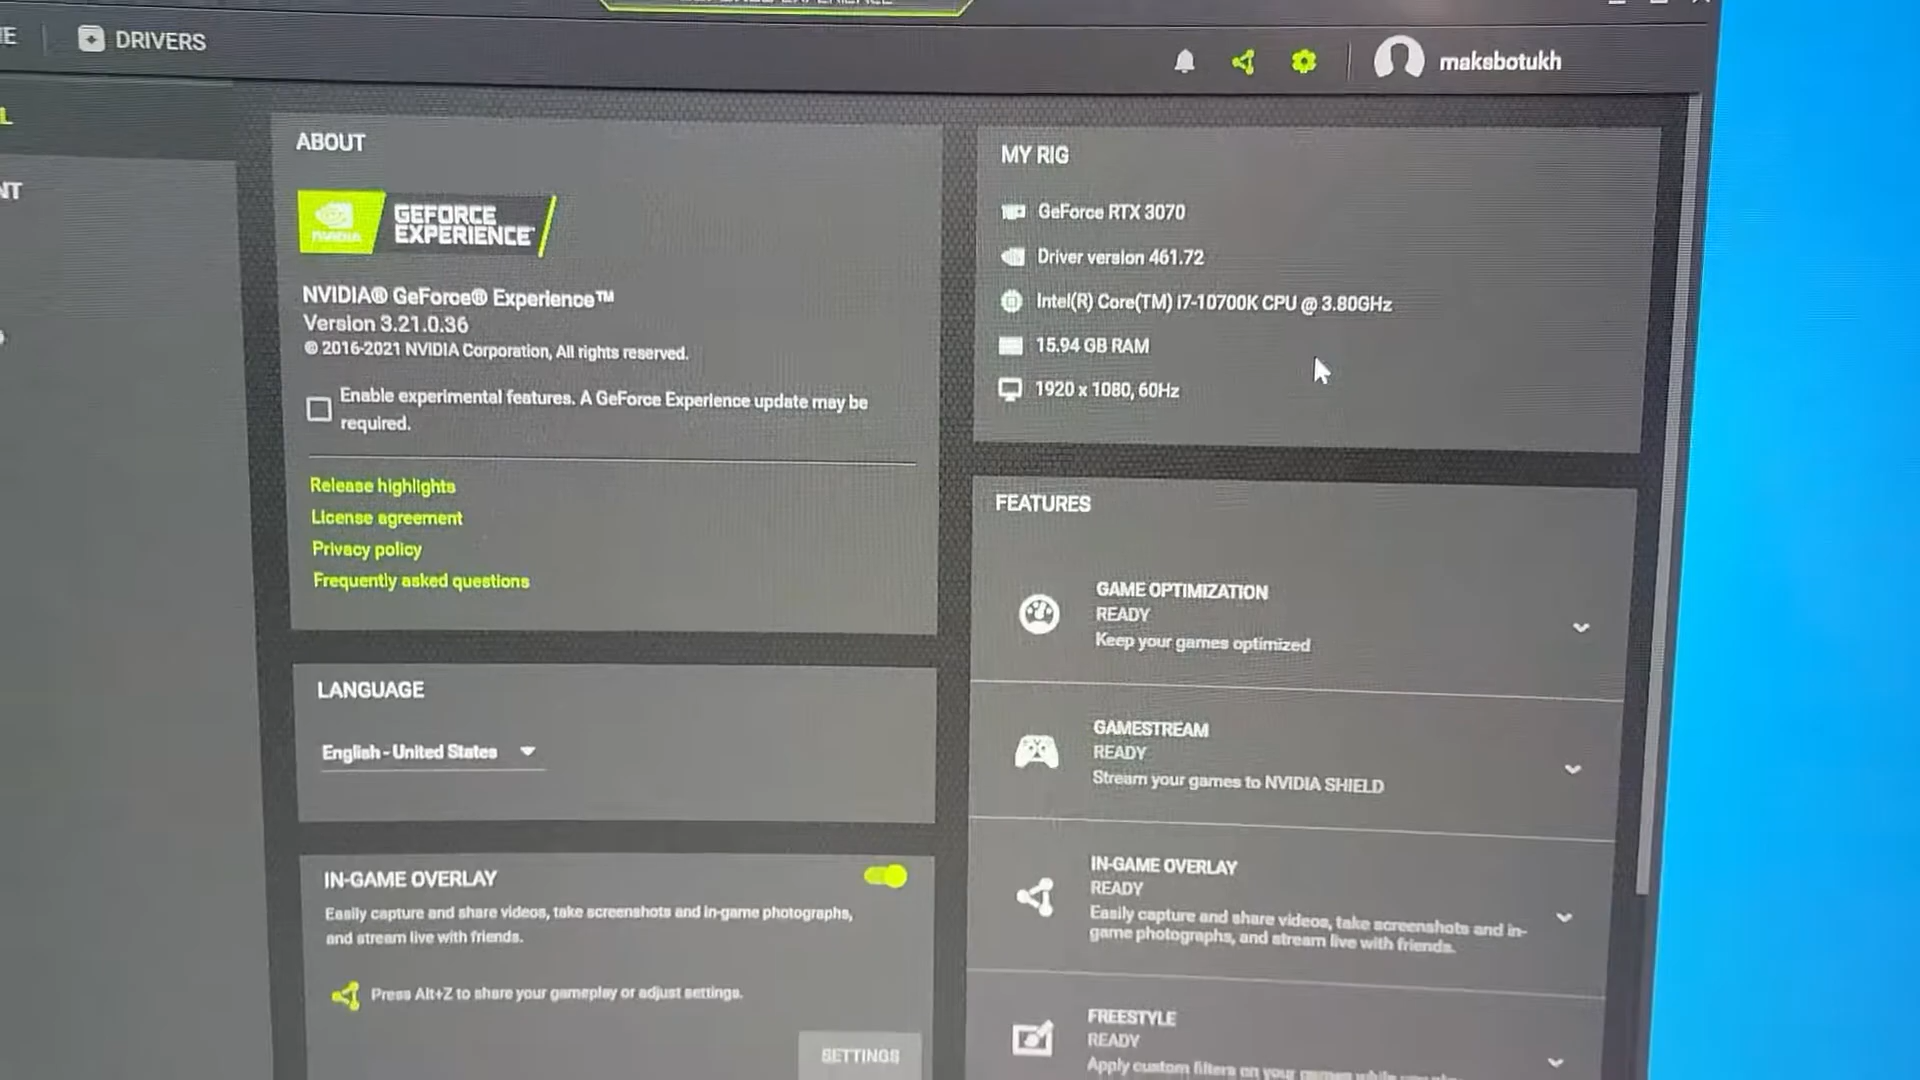 DRIVERS
maksbotukh
ABOUT
NVIDIA
GEFORCE
EXPERIENCE
NVIDIA® GeForce® Experience™
Version 3.21.0.36
© 2016-2021 NVIDIA Corporation, All rights reserved.
Enable experimental features. A GeForce Experience update may be
required.
Release highlights
License agreement
Privacy policy
Frequently asked questions
LANGUAGE
English - United States
IN-GAME OVERLAY
Easily capture and share videos, take screenshots and in-game photographs,
and stream live with friends.
Press Alt+Z to share your gameplay or adjust settings.
SETTINGS
MY RIG
GeForce RTX 3070
Driver version 461.72
Intel(R) Core(TM) i7-10700K CPU @ 3.80GHz
15.94 GB RAM
1920 x 1080, 60Hz
FEATURES
GAME OPTIMIZATION
READY
Keep your games optimized
GAMESTREAM
READY
Stream your games to NVIDIA SHIELD
IN-GAME OVERLAY
READY
Easily capture and share videos, take screenshots and in-
game photographs, and stream live with friends.
FREESTYLE
READY
Apply custom filters on your games while you